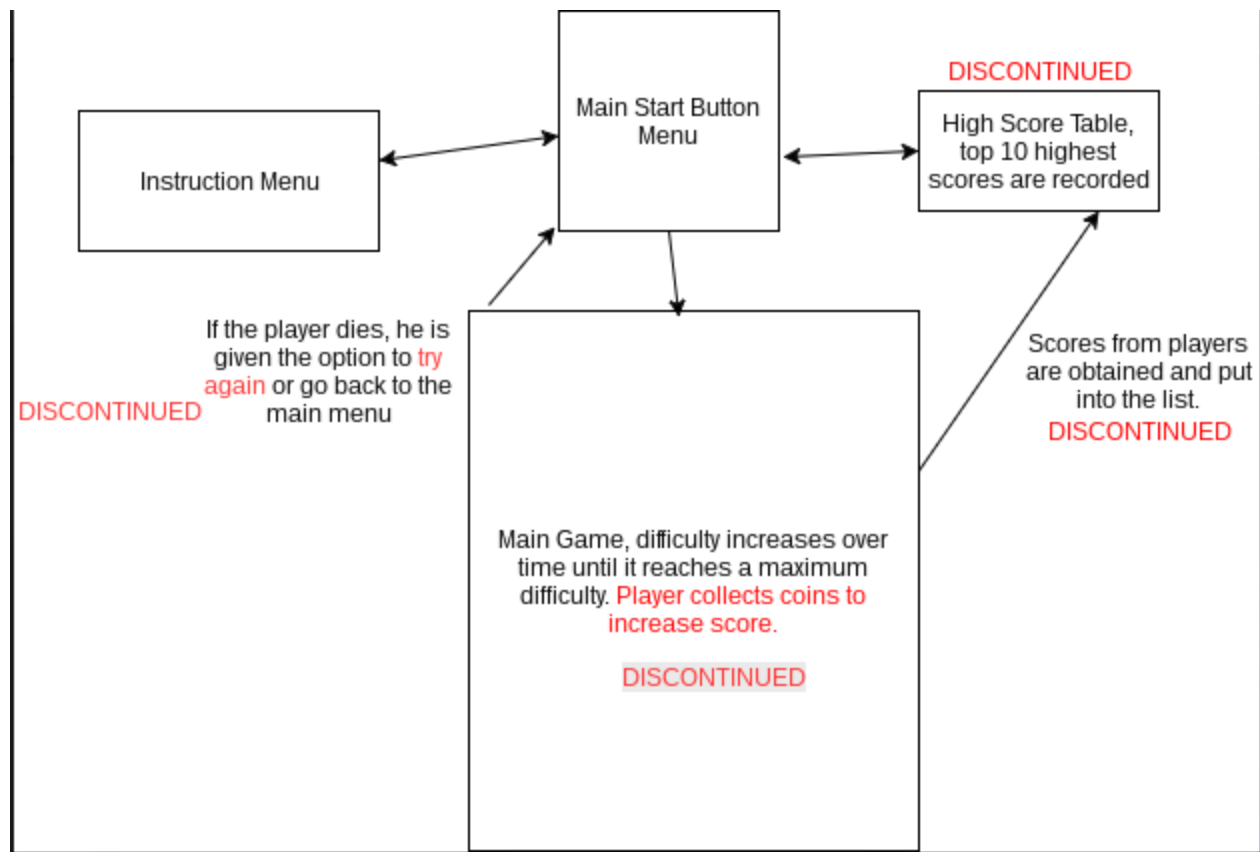 Main Start Button
Menu
Instruction Menu
DISCONTINUED
High Score Table,
top 10 highest
scores are recorded
If the player dies, he is
given the option to try
again or go back to the
main menu
DISCONTINUED
Scores from players
are obtained and put
into the list.
DISCONTINUED
Main Game, difficulty increases over
time until it reaches a maximum
difficulty. Player collects coins to
increase score.
DISCONTINUED